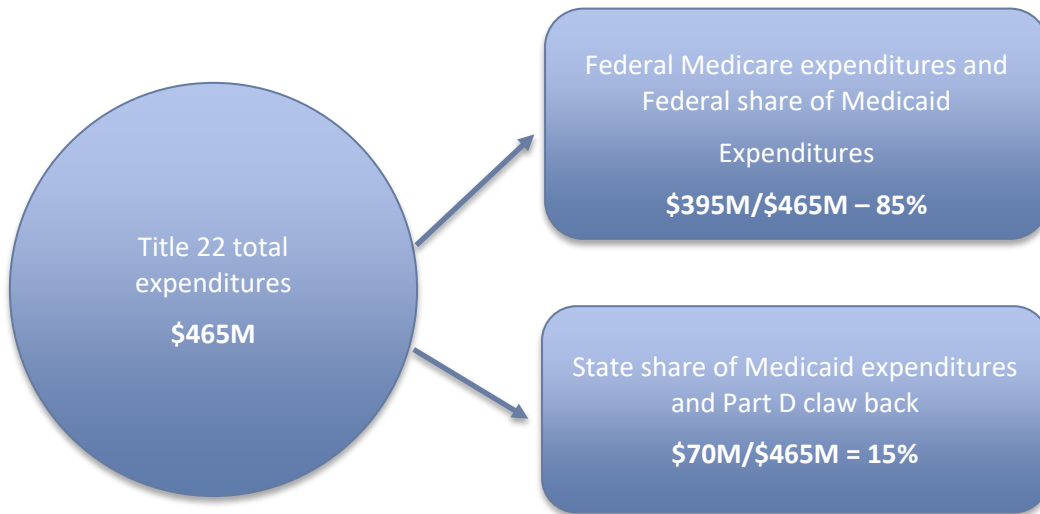 Title 22 total
expenditures
$465M
Federal Medicare expenditures and
Federal share of Medicaid
Expenditures
$395M/$465M – 85%
State share of Medicaid expenditures
and Part D claw back
$70M/$465M = 15%